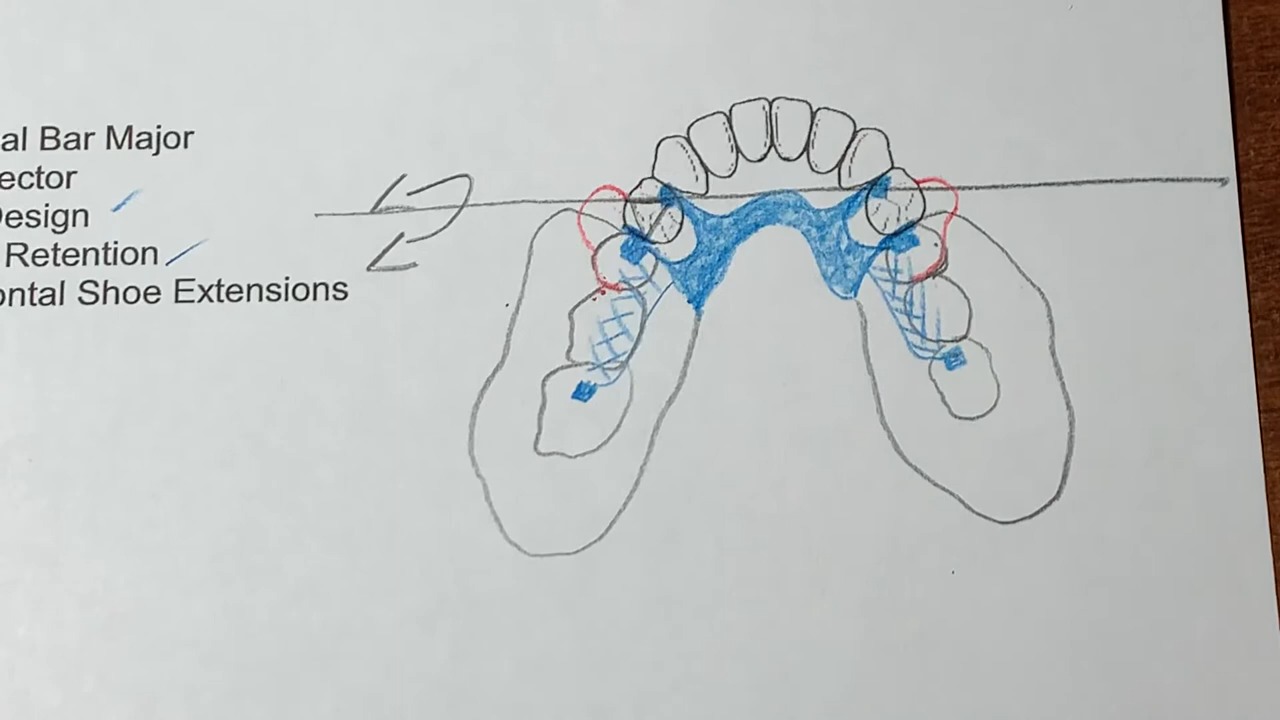 al Bar Major
ector
Design
Retention
ontal Shoe Extensions